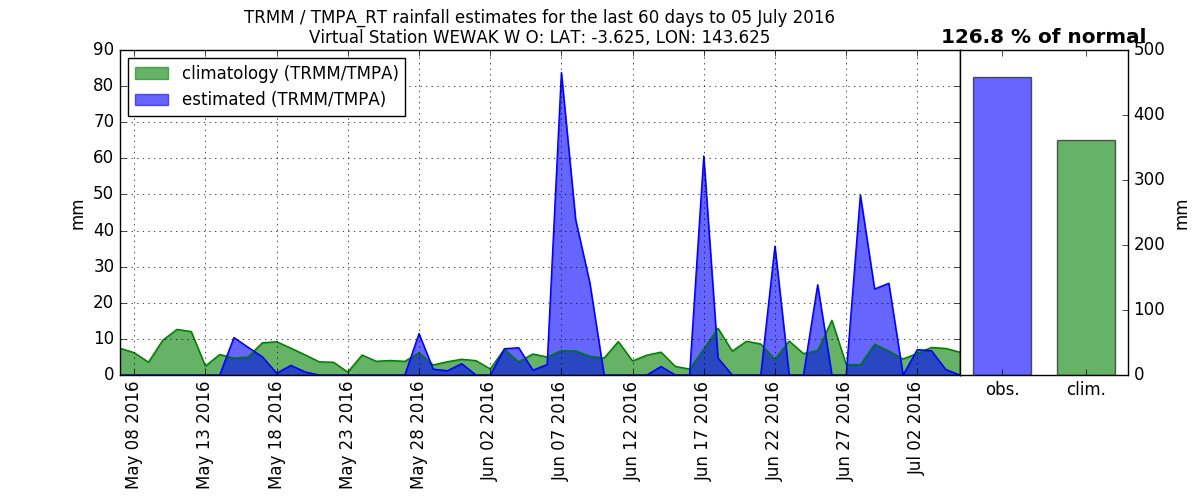 TRMM / TMPA_RT rainfall estimates for the last 60 days to 05 July 2016
Virtual Station WEWAK W O: LAT: -3.625, LON: 143.625
126.8 % of normal
climatology (TRMM/TMPA)
estimated (TRMM/TMPA)
90
80
70
60
50
40
30
20
10
0
mm
May 08 2016
May 13 2016
May 18 2016
May 23 2016
May 28 2016
Jun 02 2016
Jun 07 2016
Jun 12 2016
Jun 17 2016
Jun 22 2016
Jun 27 2016
Jul 02 2016
obs.
clim.
500
400
300
200
100
0
mm